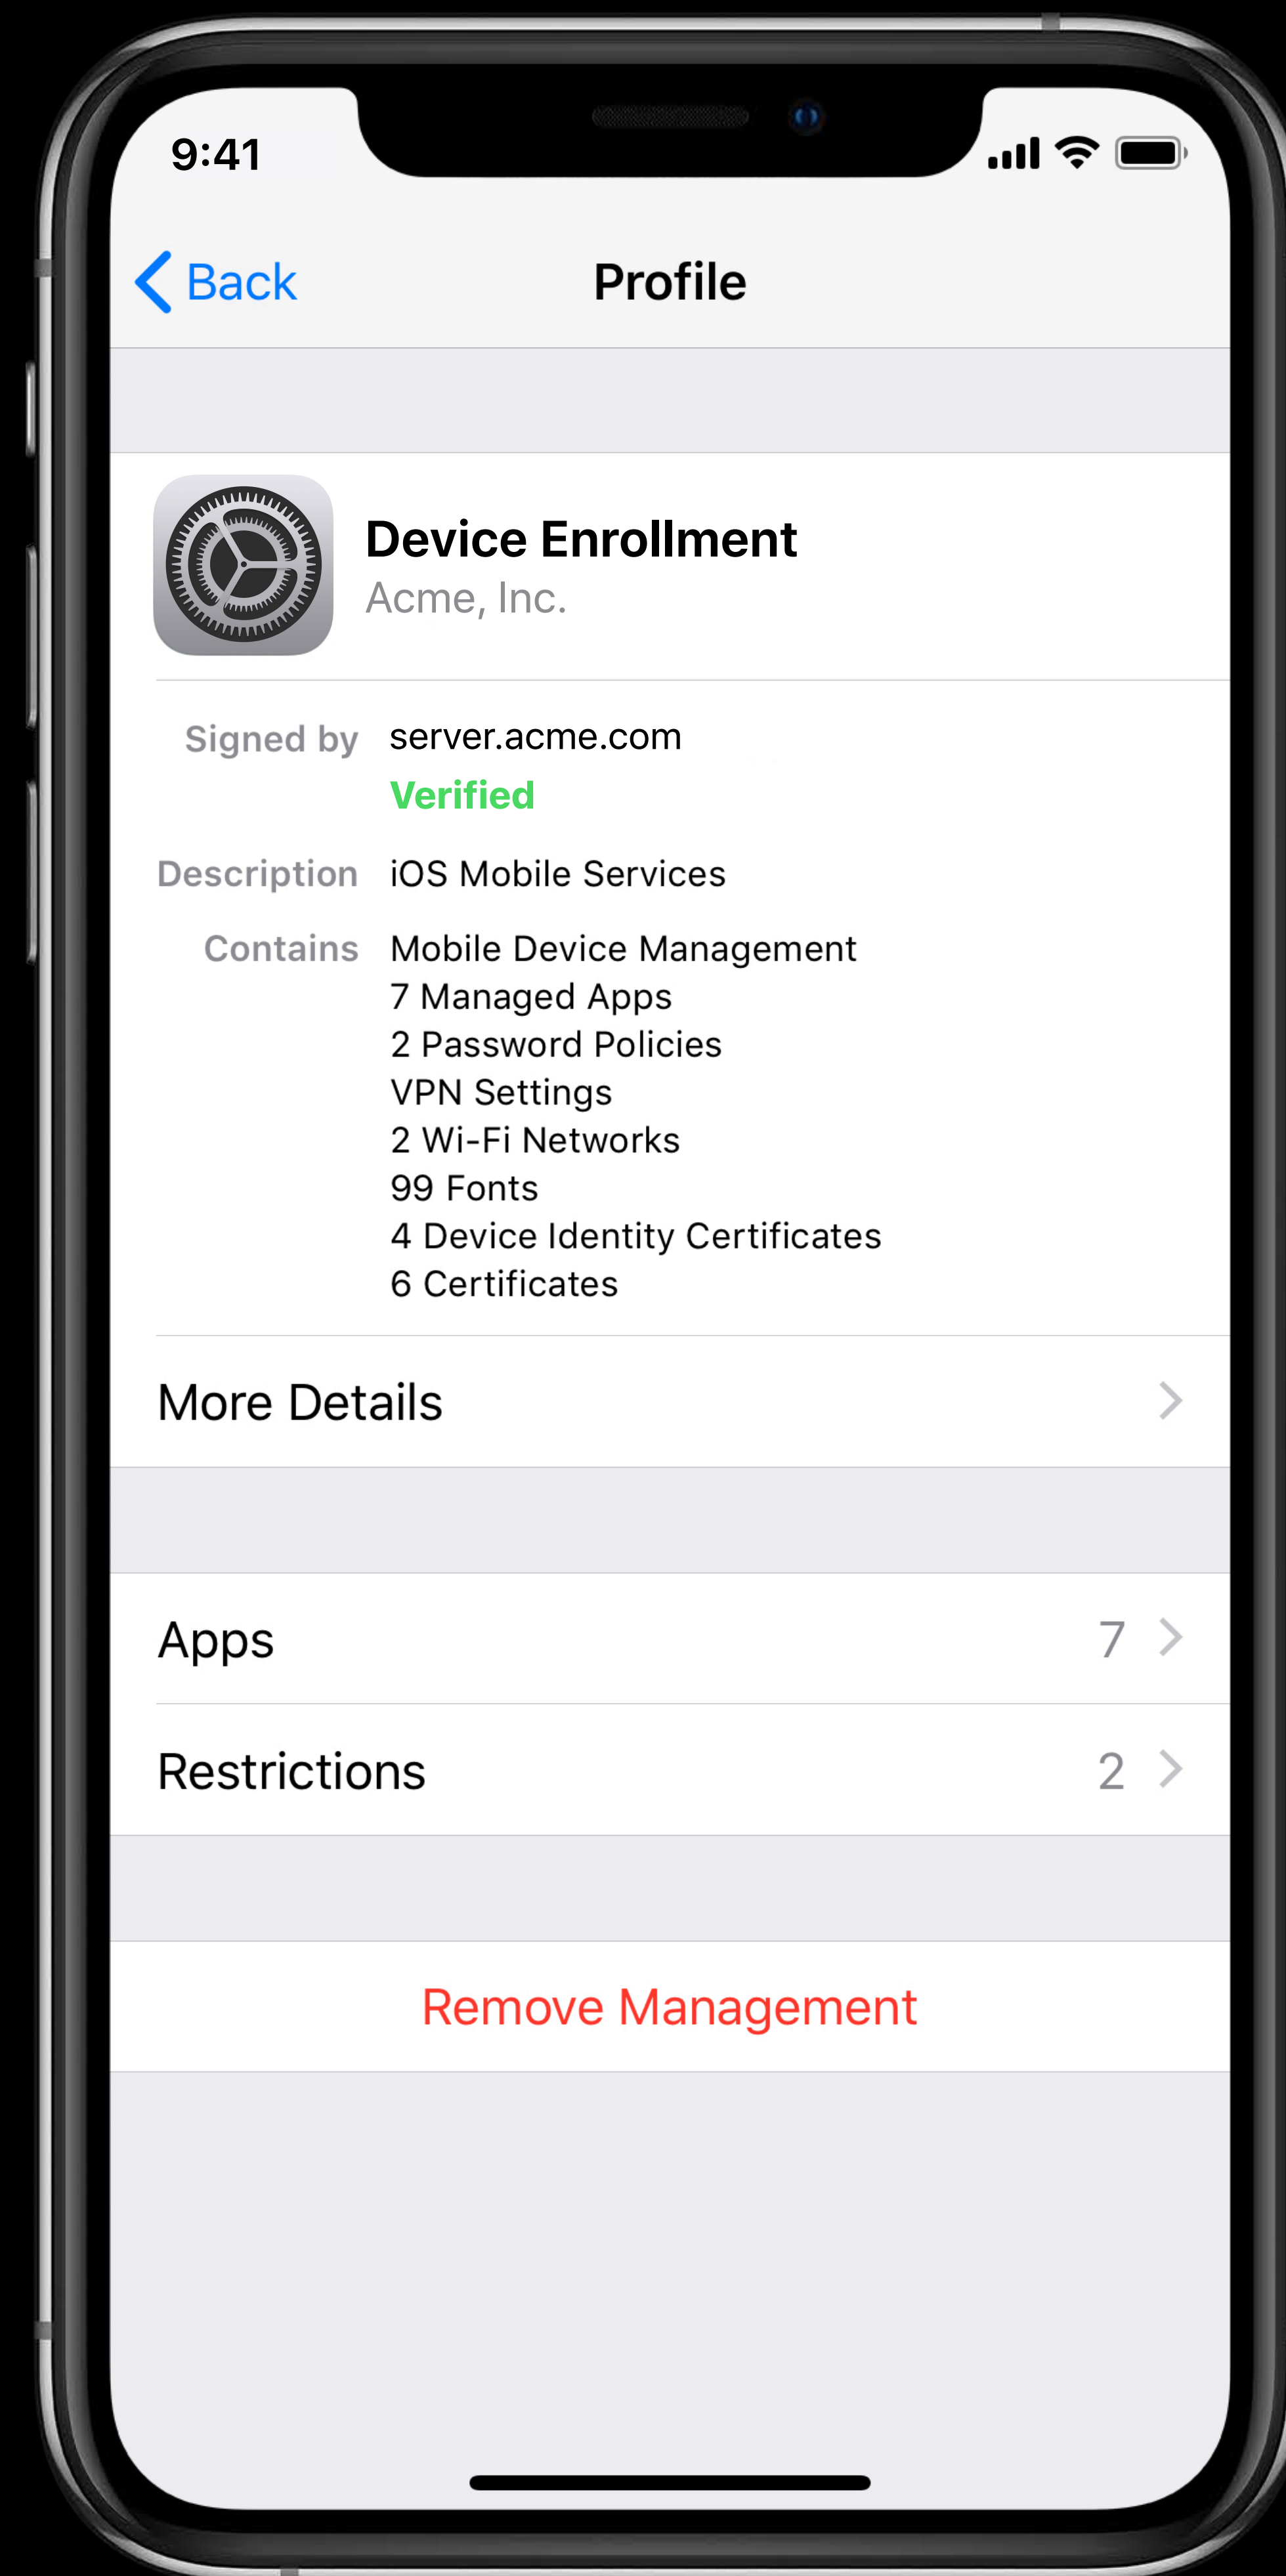 9:41
Back
Profile
Device Enrollment
Acme, Inc.
Signed by server.acme.com
Verified
Description iOS Mobile Services
Contains Mobile Device Management
7 Managed Apps
2 Password Policies
VPN Settings
2 Wi-Fi Networks
99 Fonts
4 Device Identity Certificates
6 Certificates
More Details
Apps 7
Restrictions 2
Remove Management